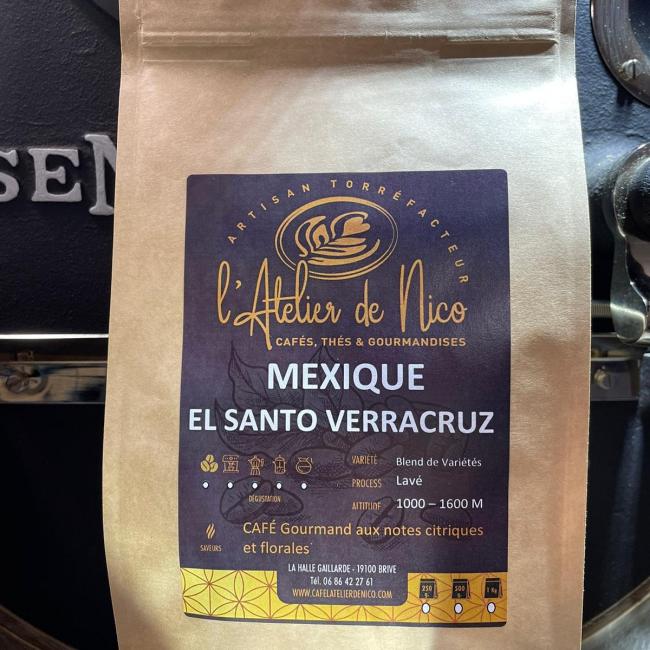 SEN
ARTISAN TORRÉFACTEUR
l'Atelier de Nico
CAFÉS, THÉS & GOURMANDISES
MEXIQUE
EL SANTO VERRACRUZ
VARIÉTÉ Blend de Variétés
PROCESS Lavé
ALTITUDE 1000 – 1600 M
DÉGUSTATION
SAVEURS
CAFÉ Gourmand aux notes citriques
et florales
LA HALLE GAILLARDE - 19100 BRIVE
Tél. 06 86 42 27 61
WWW.CAFELATELIERDENICO.COM
250 g.
500 g.
1 Kg